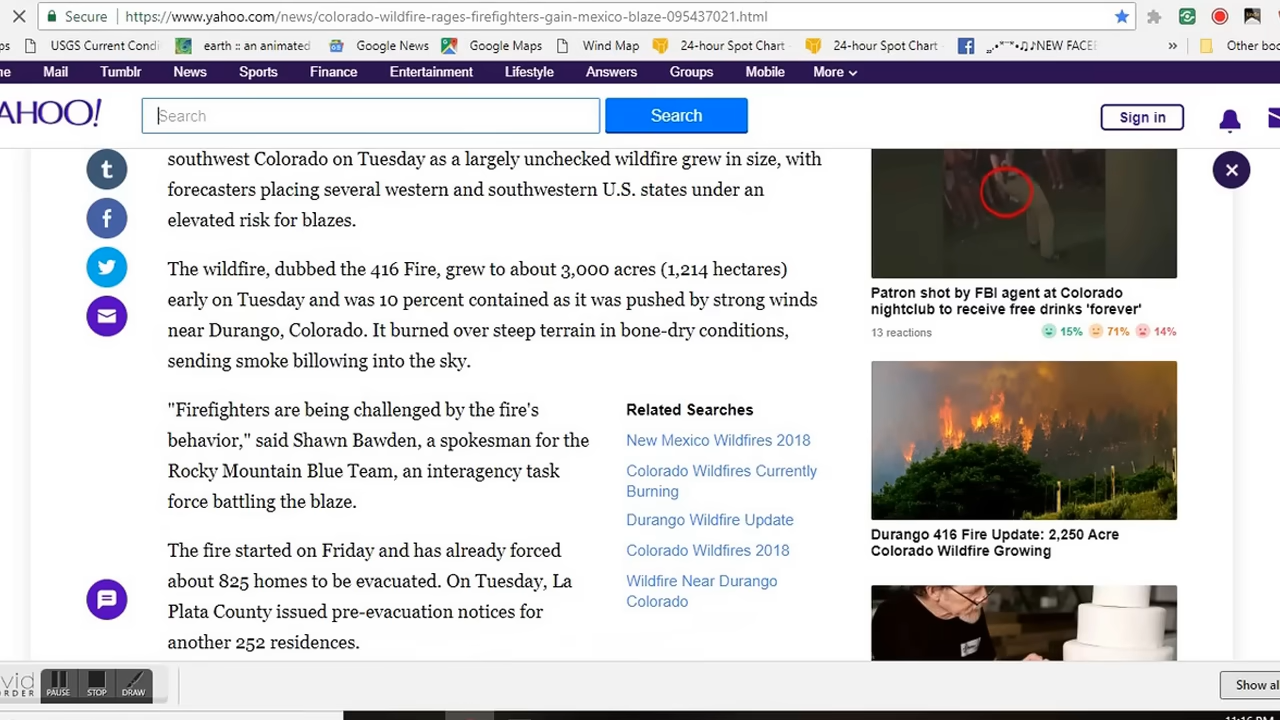 Secure
https://www.yahoo.com/news/colorado-wildfire-rages-firefighters-gain-mexico-blaze-095437021.html
ps USGS Current Condi earth :: an animated Google News Google Maps Wind Map 24-hour Spot Chart 24-hour Spot Chart NEW FACEB » Other boo
me Mail Tumblr News Sports Finance Entertainment Lifestyle Answers Groups Mobile More
AHOO! Search Search Sign in
southwest Colorado on Tuesday as a largely unchecked wildfire grew in size, with
forecasters placing several western and southwestern U.S. states under an
elevated risk for blazes.
The wildfire, dubbed the 416 Fire, grew to about 3,000 acres (1,214 hectares)
early on Tuesday and was 10 percent contained as it was pushed by strong winds
near Durango, Colorado. It burned over steep terrain in bone-dry conditions,
sending smoke billowing into the sky.
"Firefighters are being challenged by the fire's
behavior," said Shawn Bawden, a spokesman for the
Rocky Mountain Blue Team, an interagency task
force battling the blaze.
The fire started on Friday and has already forced
about 825 homes to be evacuated. On Tuesday, La
Plata County issued pre-evacuation notices for
another 252 residences.
Related Searches
New Mexico Wildfires 2018
Colorado Wildfires Currently
Burning
Durango Wildfire Update
Colorado Wildfires 2018
Wildfire Near Durango
Colorado
Patron shot by FBI agent at Colorado
nightclub to receive free drinks 'forever'
13 reactions 15% 71% 14%
Durango 416 Fire Update: 2,250 Acre
Colorado Wildfire Growing
PAUSE STOP DRAW
Show al